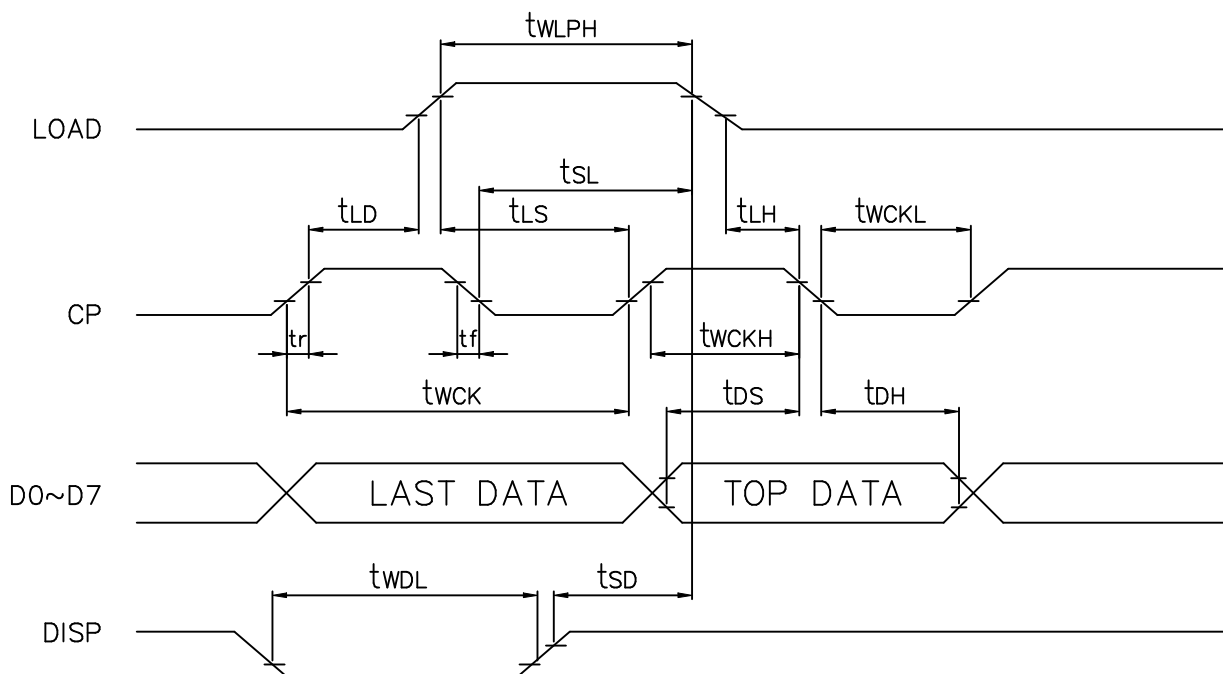 tWLPH
LOAD
tSL
tLD tLS tLH tWCKL
CP
tr tf tWCKH
tWCK tDS tDH
D0~D7 LAST DATA TOP DATA
tWDL tSD
DISP